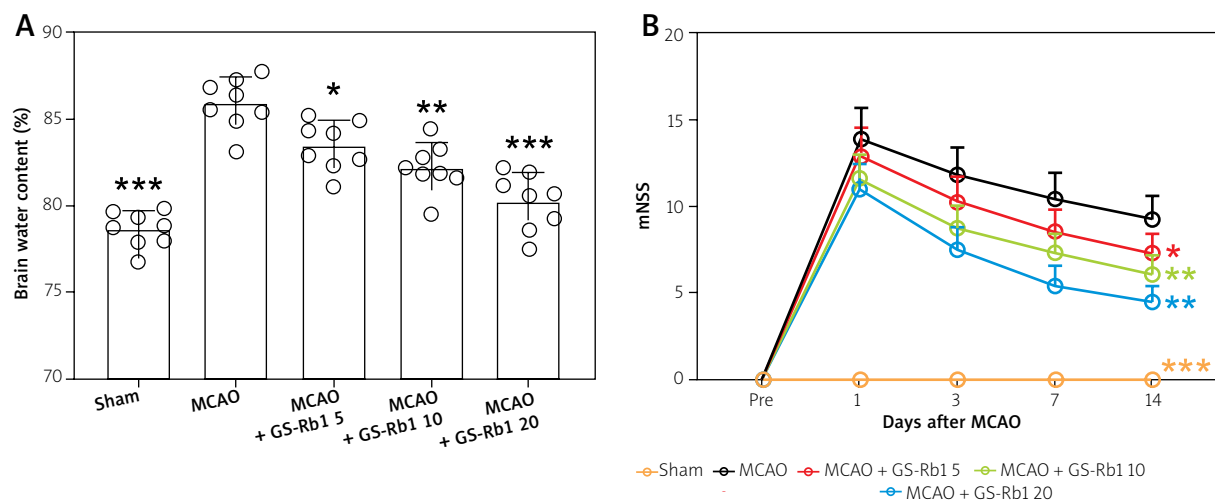 A
Brain water content (%)
90
85
80
75
70
***
*
**
***
Sham
MCAO
MCAO
+ GS-Rb1 5
MCAO
+ GS-Rb1 10
MCAO
+ GS-Rb1 20
B
mNSS
20
15
10
5
0
*
**
**
***
Pre 1 3 7 14
Days after MCAO
Sham MCAO MCAO + GS-Rb1 5 MCAO + GS-Rb1 10
MCAO + GS-Rb1 20